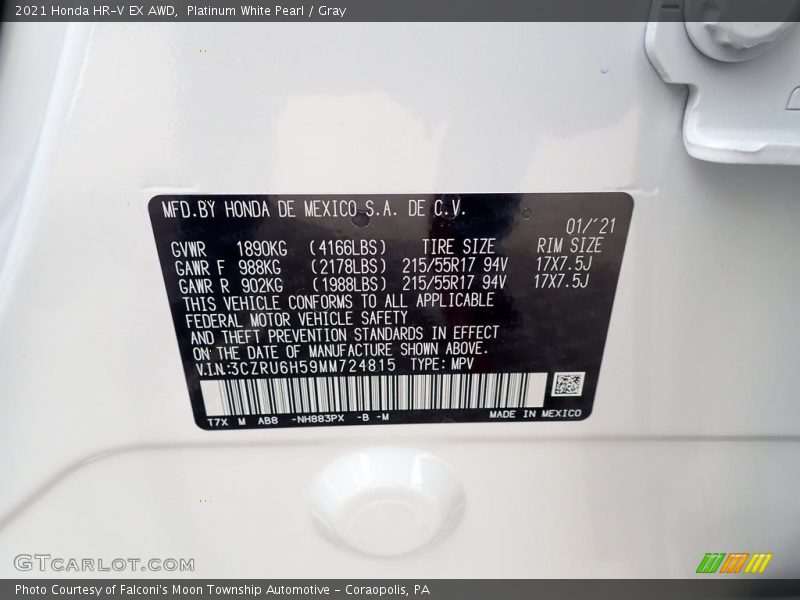 2021 Honda HR-V EX AWD, Platinum White Pearl / Gray
MFD.BY HONDA DE MEXICO S.A. DE C.V.
01/'21
GVWR 1890KG (4166LBS) TIRE SIZE RIM SIZE
GAWR F 988KG (2178LBS) 215/55R17 94V 17X7.5J
GAWR R 902KG (1988LBS) 215/55R17 94V 17X7.5J
THIS VEHICLE CONFORMS TO ALL APPLICABLE
FEDERAL MOTOR VEHICLE SAFETY
AND THEFT PREVENTION STANDARDS IN EFFECT
ON THE DATE OF MANUFACTURE SHOWN ABOVE.
V.I.N:3CZRU6H59MM724815 TYPE: MPV
T7X M AB8 -NH883PX -B -M MADE IN MEXICO
GTCARLOT.COM
Photo Courtesy of Falconi's Moon Township Automotive - Coraopolis, PA